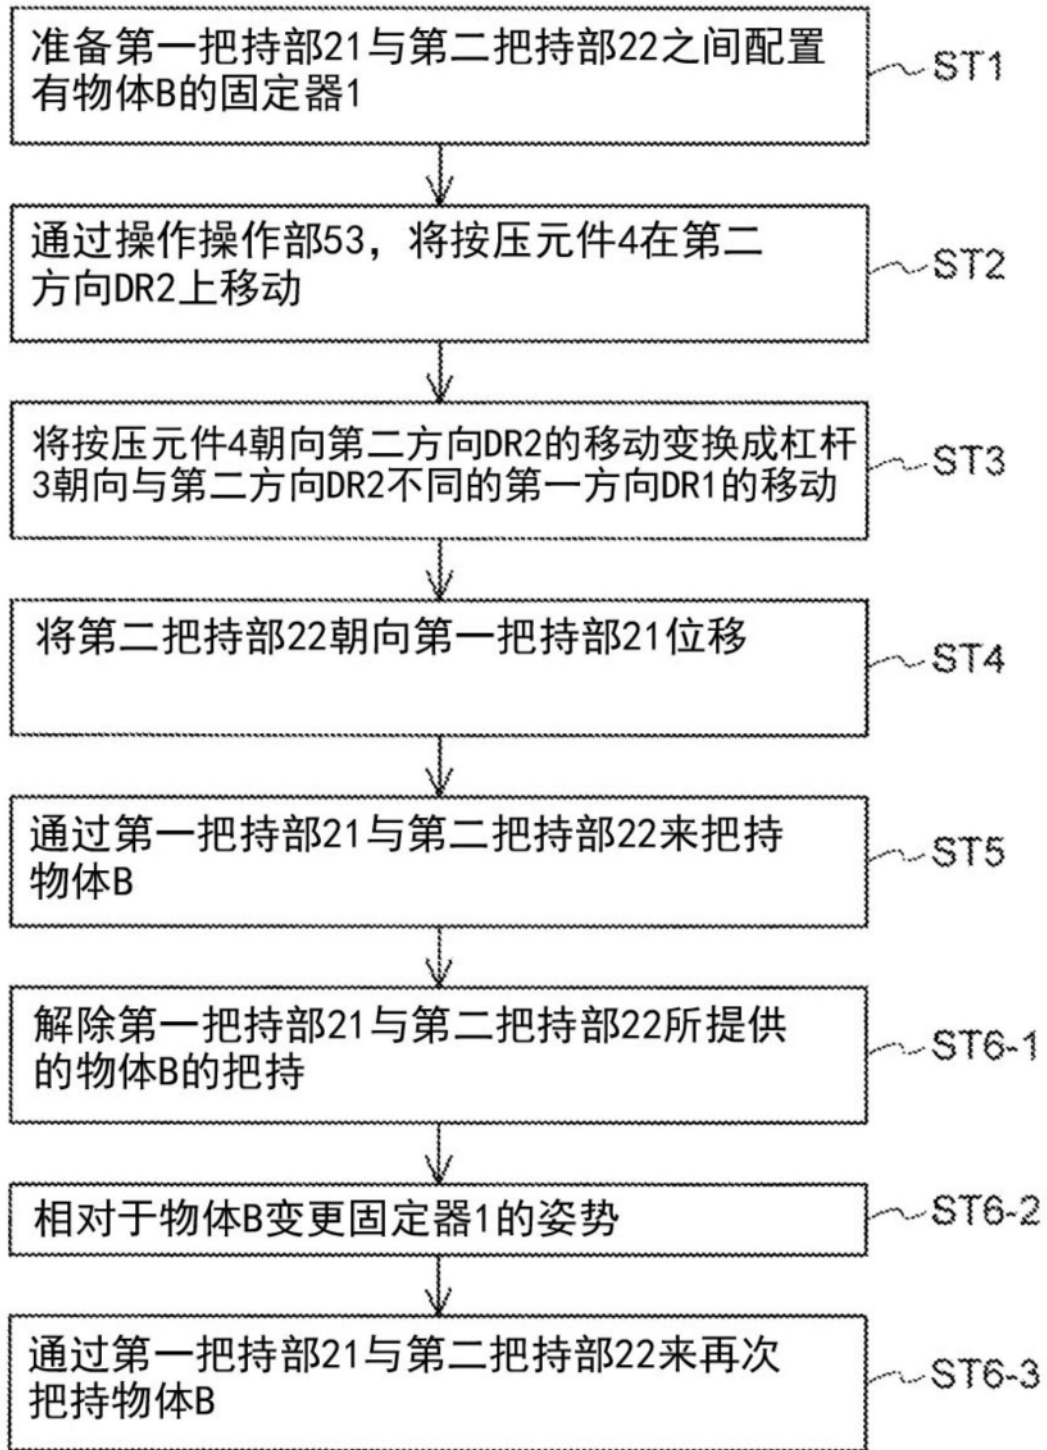 准备第一把持部21与第二把持部22之间配置
有物体B的固定器1
ST1
通过操作操作部53，将按压元件4在第二
方向DR2上移动
ST2
将按压元件4朝向第二方向DR2的移动变换成杠杆
3朝向与第二方向DR2不同的第一方向DR1的移动
ST3
将第二把持部22朝向第一把持部21位移
ST4
通过第一把持部21与第二把持部22来把持
物体B
ST5
解除第一把持部21与第二把持部22所提供
的物体B的把持
ST6-1
相对于物体B变更固定器1的姿势
ST6-2
通过第一把持部21与第二把持部22来再次
把持物体B
ST6-3